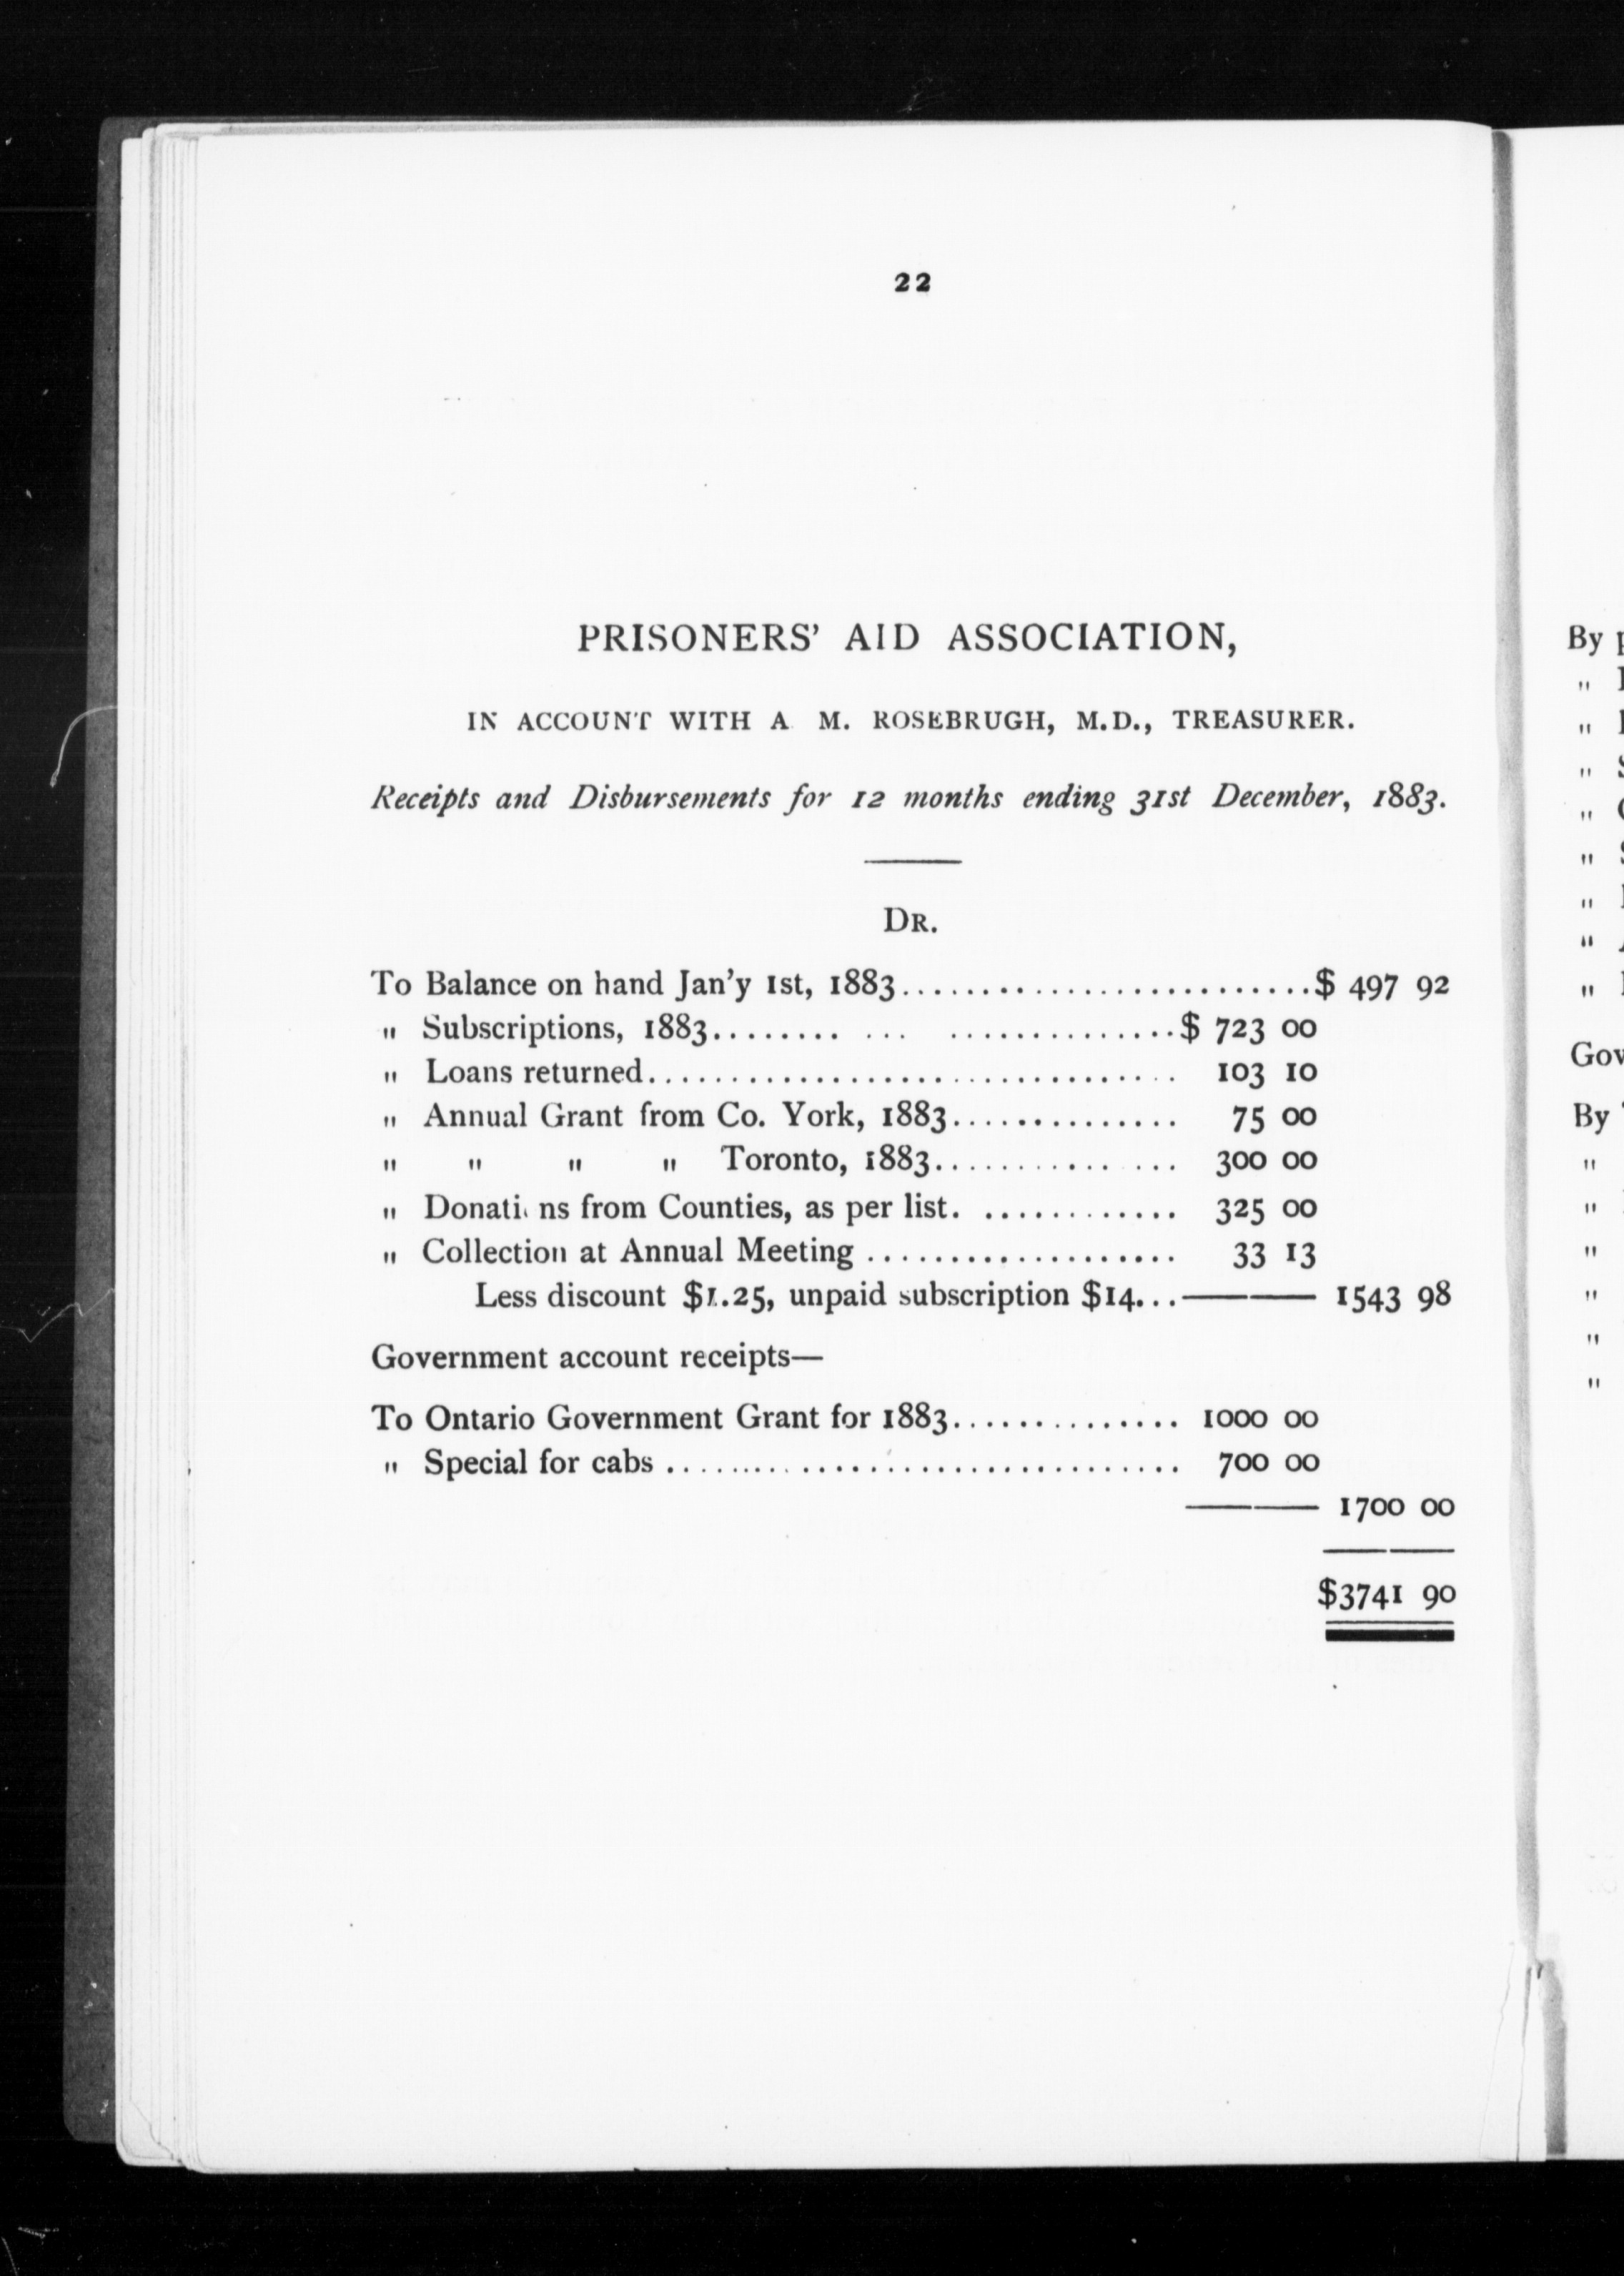 22
PRISONERS' AID ASSOCIATION,
IN ACCOUNT WITH A. M. ROSEBRUGH, M.D., TREASURER.
Receipts and Disbursements for 12 months ending 31st December, 1883.
DR.
To Balance on hand Jan'y 1st, 1883..........................$ 497 92
" Subscriptions, 1883........ ... ..............$ 723 00
" Loans returned................................. 103 10
" Annual Grant from Co. York, 1883.............. 75 00
" " " " Toronto, 1883............... 300 00
" Donati ns from Counties, as per list. ............ 325 00
" Collection at Annual Meeting ................... 33 13
Less discount $1.25, unpaid subscription $14...——— 1543 98
Government account receipts—
To Ontario Government Grant for 1883.............. 1000 00
" Special for cabs ................................ 700 00
——— 1700 00
$3741 90
By
"
"
"
"
"
"
"
"
Gov
By
"
"
"
"
"
"